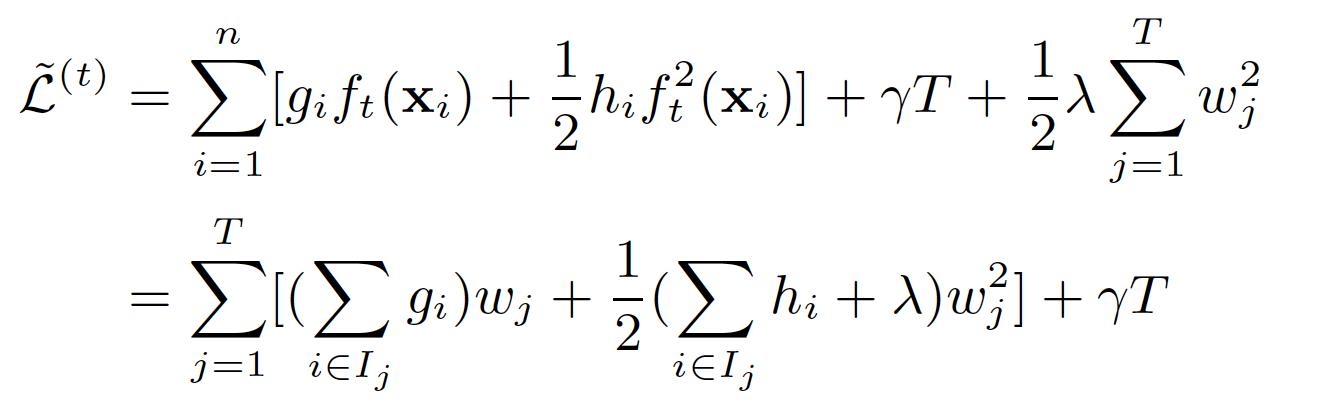 $\tilde{\mathcal{L}}^{(t)} = \sum_{i=1}^{n} [g_i f_t(\mathbf{x}_i) + \frac{1}{2} h_i f_t^2(\mathbf{x}_i)] + \gamma T + \frac{1}{2} \lambda \sum_{j=1}^{T} w_j^2$
$= \sum_{j=1}^{T} [(\sum_{i \in I_j} g_i) w_j + \frac{1}{2} (\sum_{i \in I_j} h_i + \lambda) w_j^2] + \gamma T$